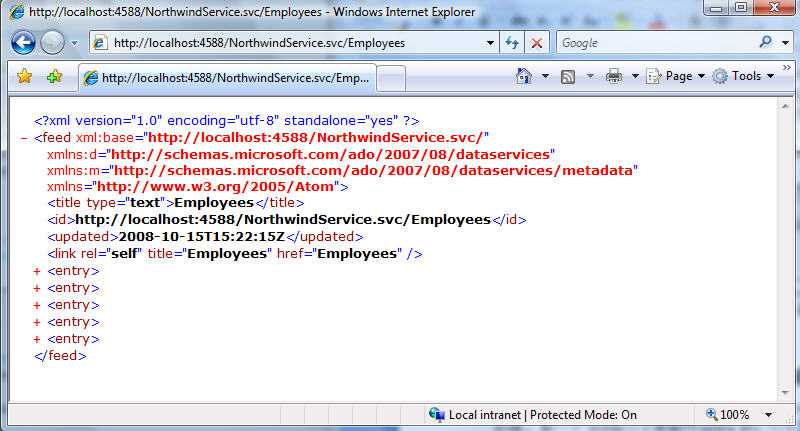 http://localhost:4588/NorthwindService.svc/Employees - Windows Internet Explorer
http://localhost:4588/NorthwindService.svc/Employees
Google
http://localhost:4588/NorthwindService.svc/Emp...
Page
Tools
<?xml version="1.0" encoding="utf-8" standalone="yes" ?>
- <feed xml:base="http://localhost:4588/NorthwindService.svc/"
xmlns:d="http://schemas.microsoft.com/ado/2007/08/dataservices"
xmlns:m="http://schemas.microsoft.com/ado/2007/08/dataservices/metadata"
xmlns="http://www.w3.org/2005/Atom">
<title type="text">Employees</title>
<id>http://localhost:4588/NorthwindService.svc/Employees</id>
<updated>2008-10-15T15:22:15Z</updated>
<link rel="self" title="Employees" href="Employees" />
+ <entry>
+ <entry>
+ <entry>
+ <entry>
+ <entry>
</feed>
Local intranet | Protected Mode: On
100%